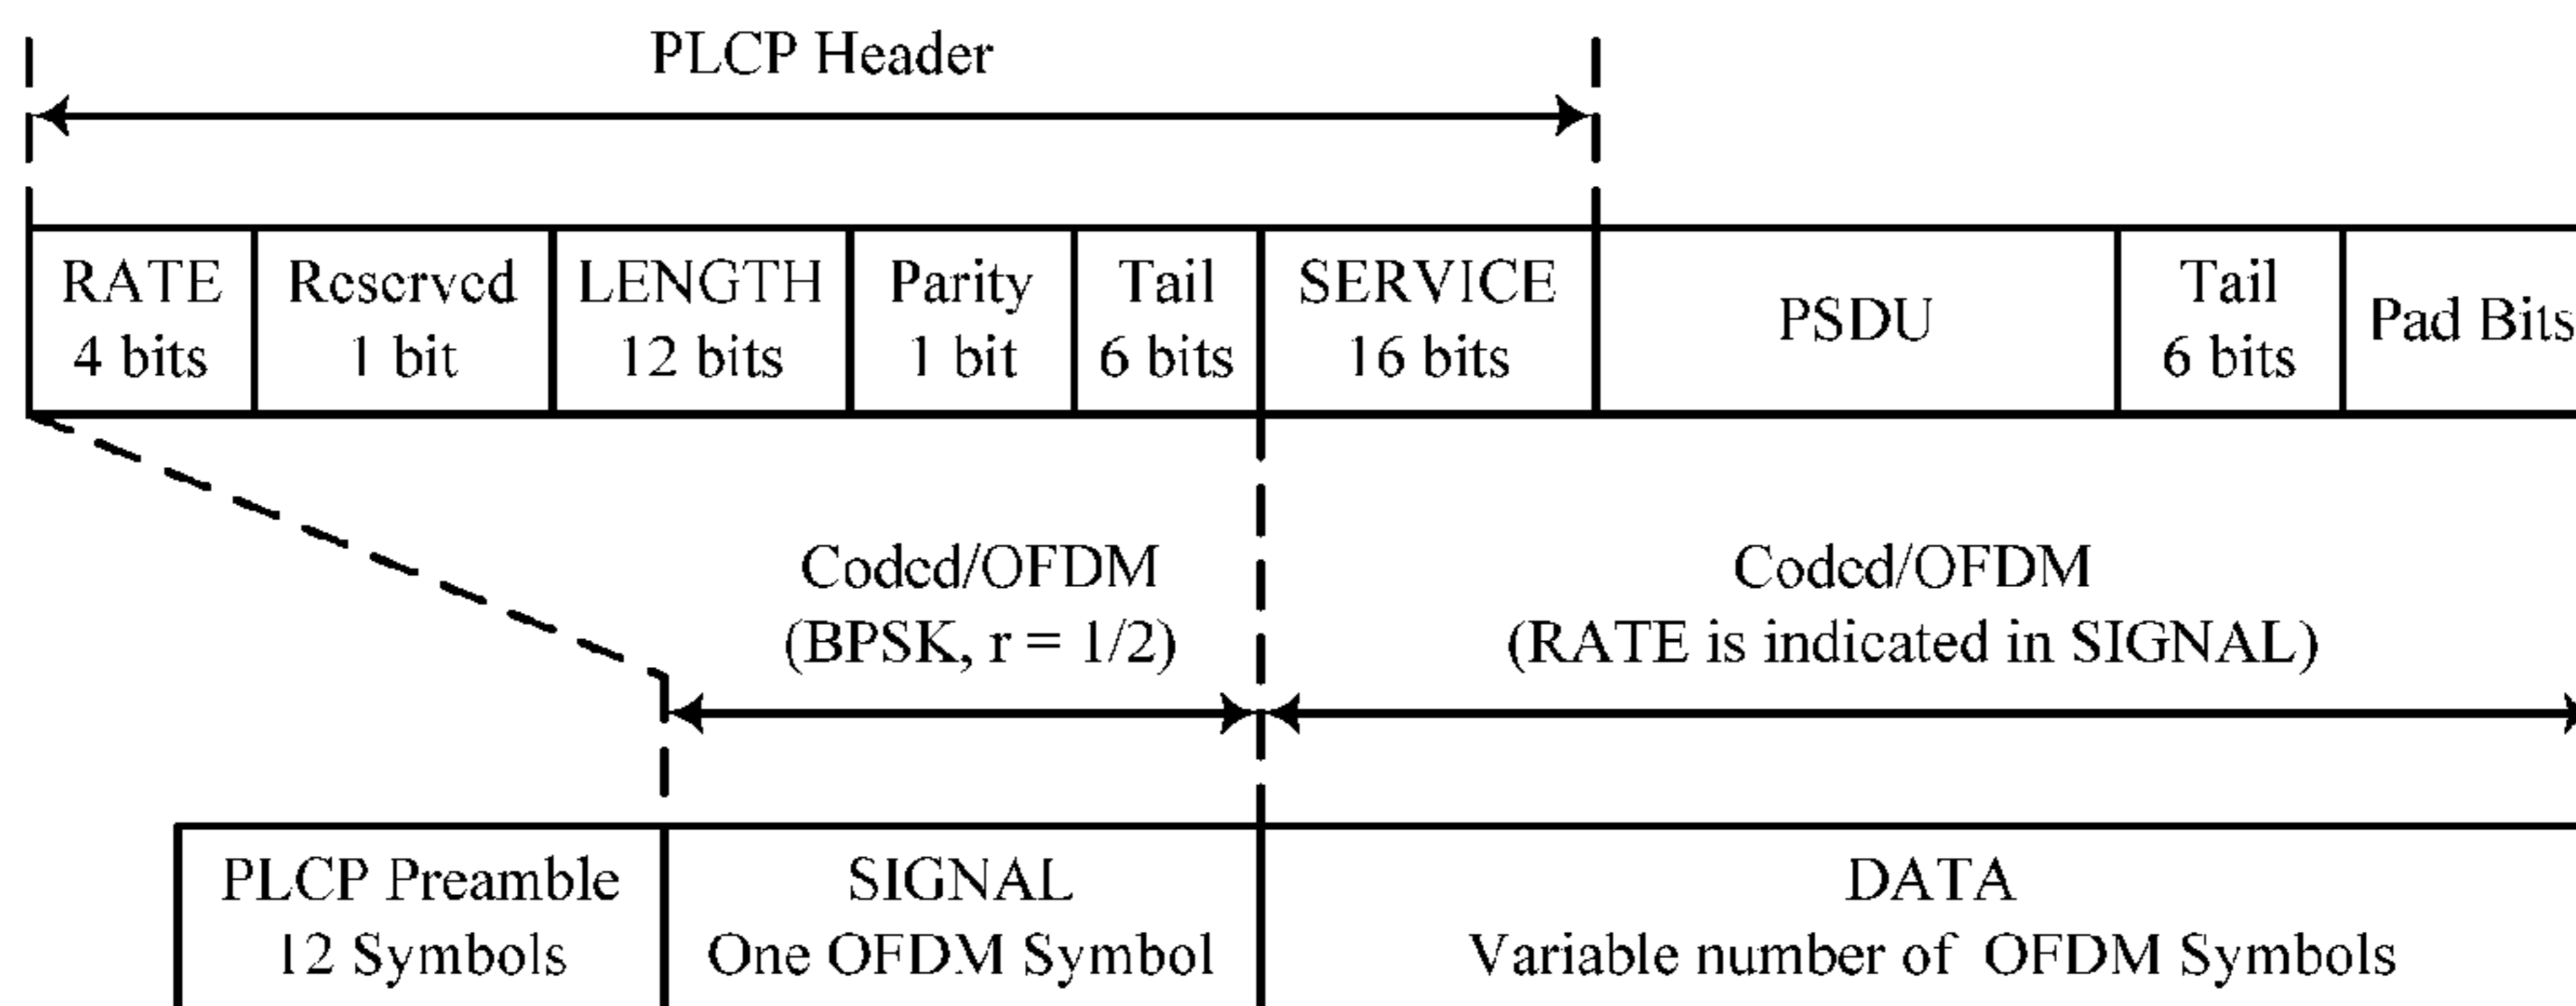 PLCP Header
RATE
4 bits
Reserved
1 bit
LENGTH
12 bits
Parity
1 bit
Tail
6 bits
SERVICE
16 bits
PSDU
Tail
6 bits
Pad Bits
Coded/OFDM
(BPSK, r = 1/2)
Coded/OFDM
(RATE is indicated in SIGNAL)
PLCP Preamble
12 Symbols
SIGNAL
One OFDM Symbol
DATA
Variable number of OFDM Symbols